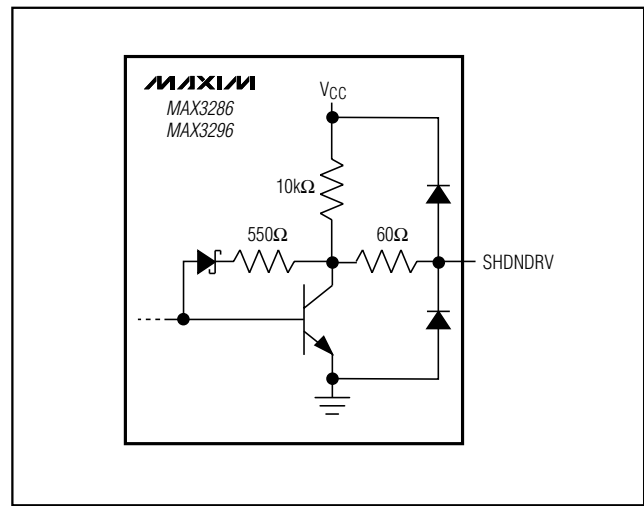 MAXIM
MAX3286
MAX3296
VCC
10kΩ
550Ω
60Ω
SHDNDRV